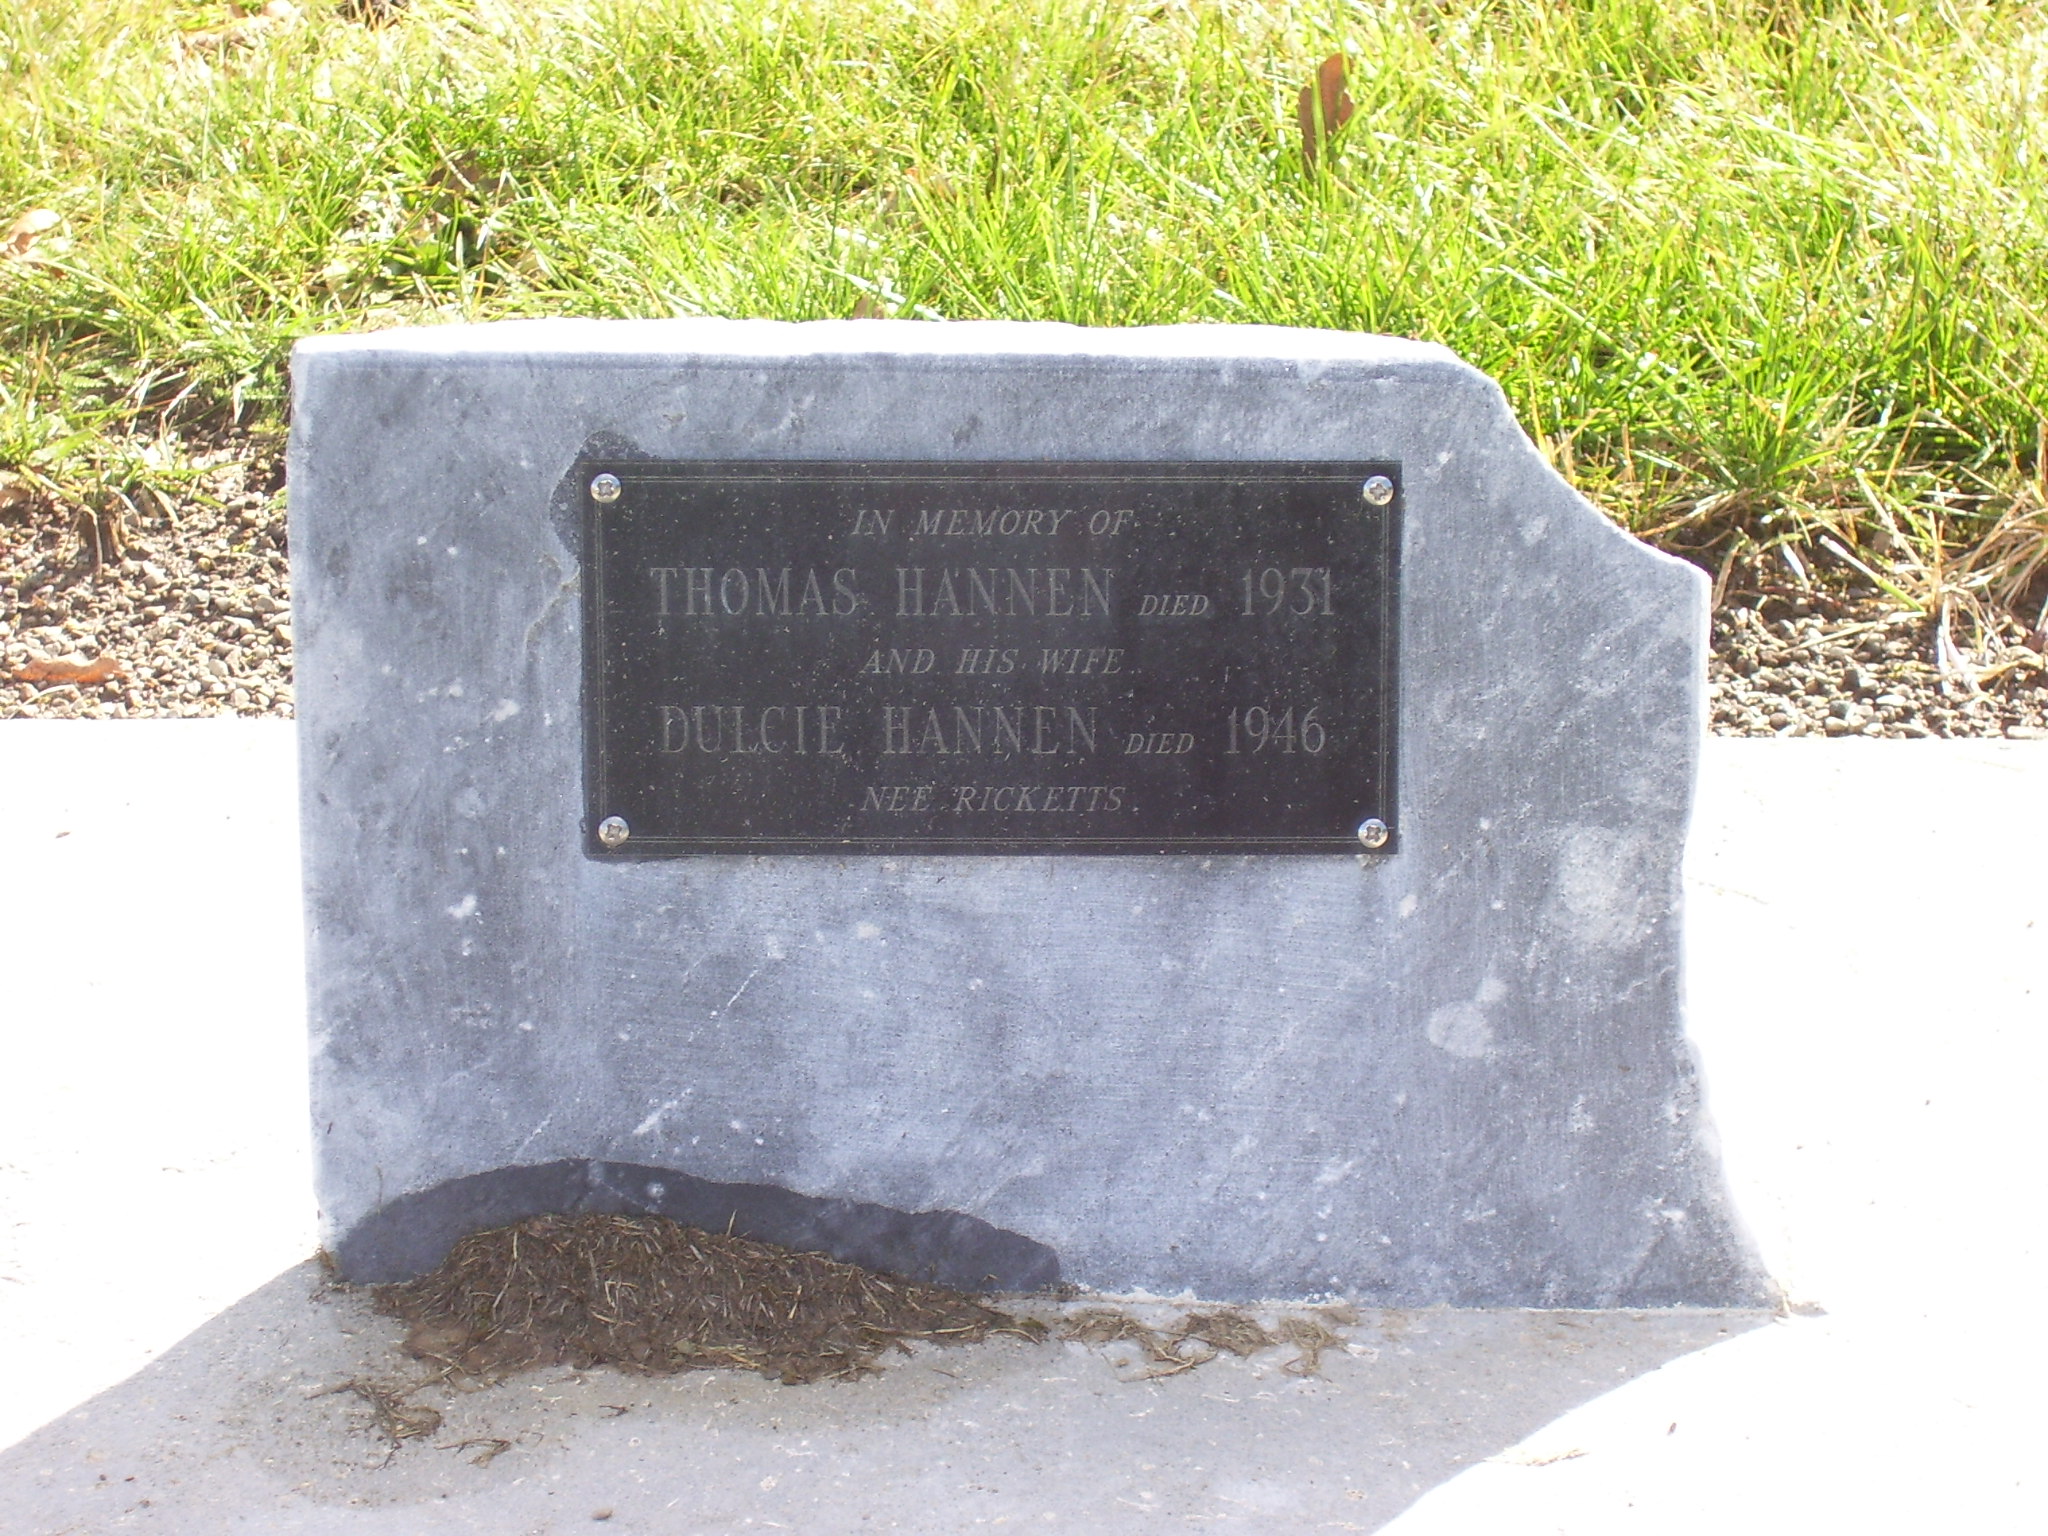 IN MEMORY OF
THOMAS HANNEN DIED 1931
AND HIS WIFE
DULCIE HANNEN DIED 1946
NEE RICKETTS